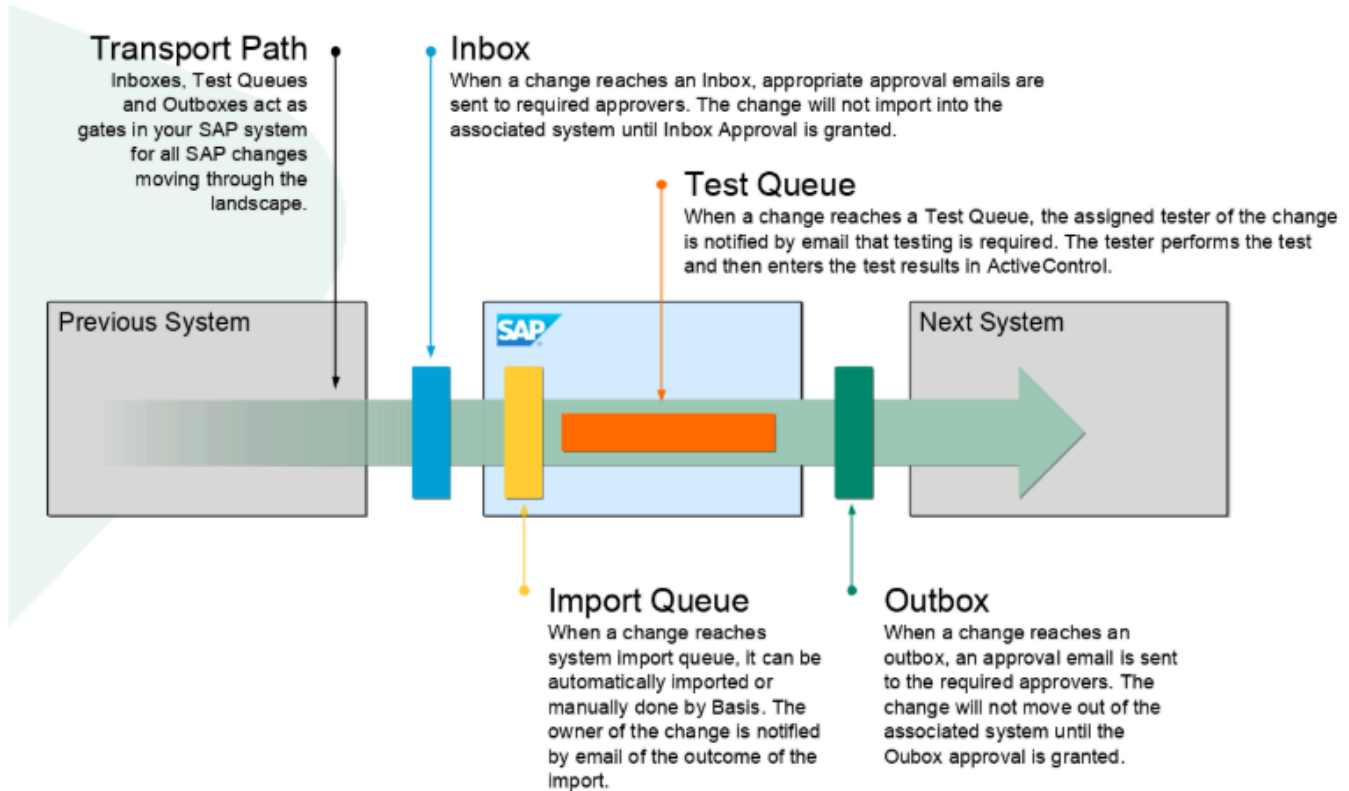 Transport Path
Inboxes, Test Queues
and Outboxes act as
gates in your SAP system
for all SAP changes
moving through the
landscape.
Inbox
When a change reaches an Inbox, appropriate approval emails are
sent to required approvers. The change will not import into the
associated system until Inbox Approval is granted.
Test Queue
When a change reaches a Test Queue, the assigned tester of the change
is notified by email that testing is required. The tester performs the test
and then enters the test results in ActiveControl.
Previous System
SAP
Next System
Import Queue
When a change reaches
system import queue, it can be
automatically imported or
manually done by Basis. The
owner of the change is notified
by email of the outcome of the
import.
Outbox
When a change reaches an
outbox, an approval email is sent
to the required approvers. The
change will not move out of the
associated system until the
Oubox approval is granted.